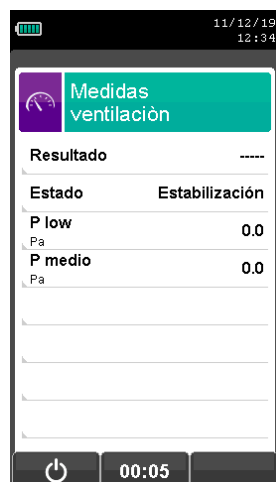 11/12/19
12:34
Medidas
ventilaciòn
Resultado -----
Estado Estabilización
P low 0.0
Pa
P medio 0.0
Pa
00:05